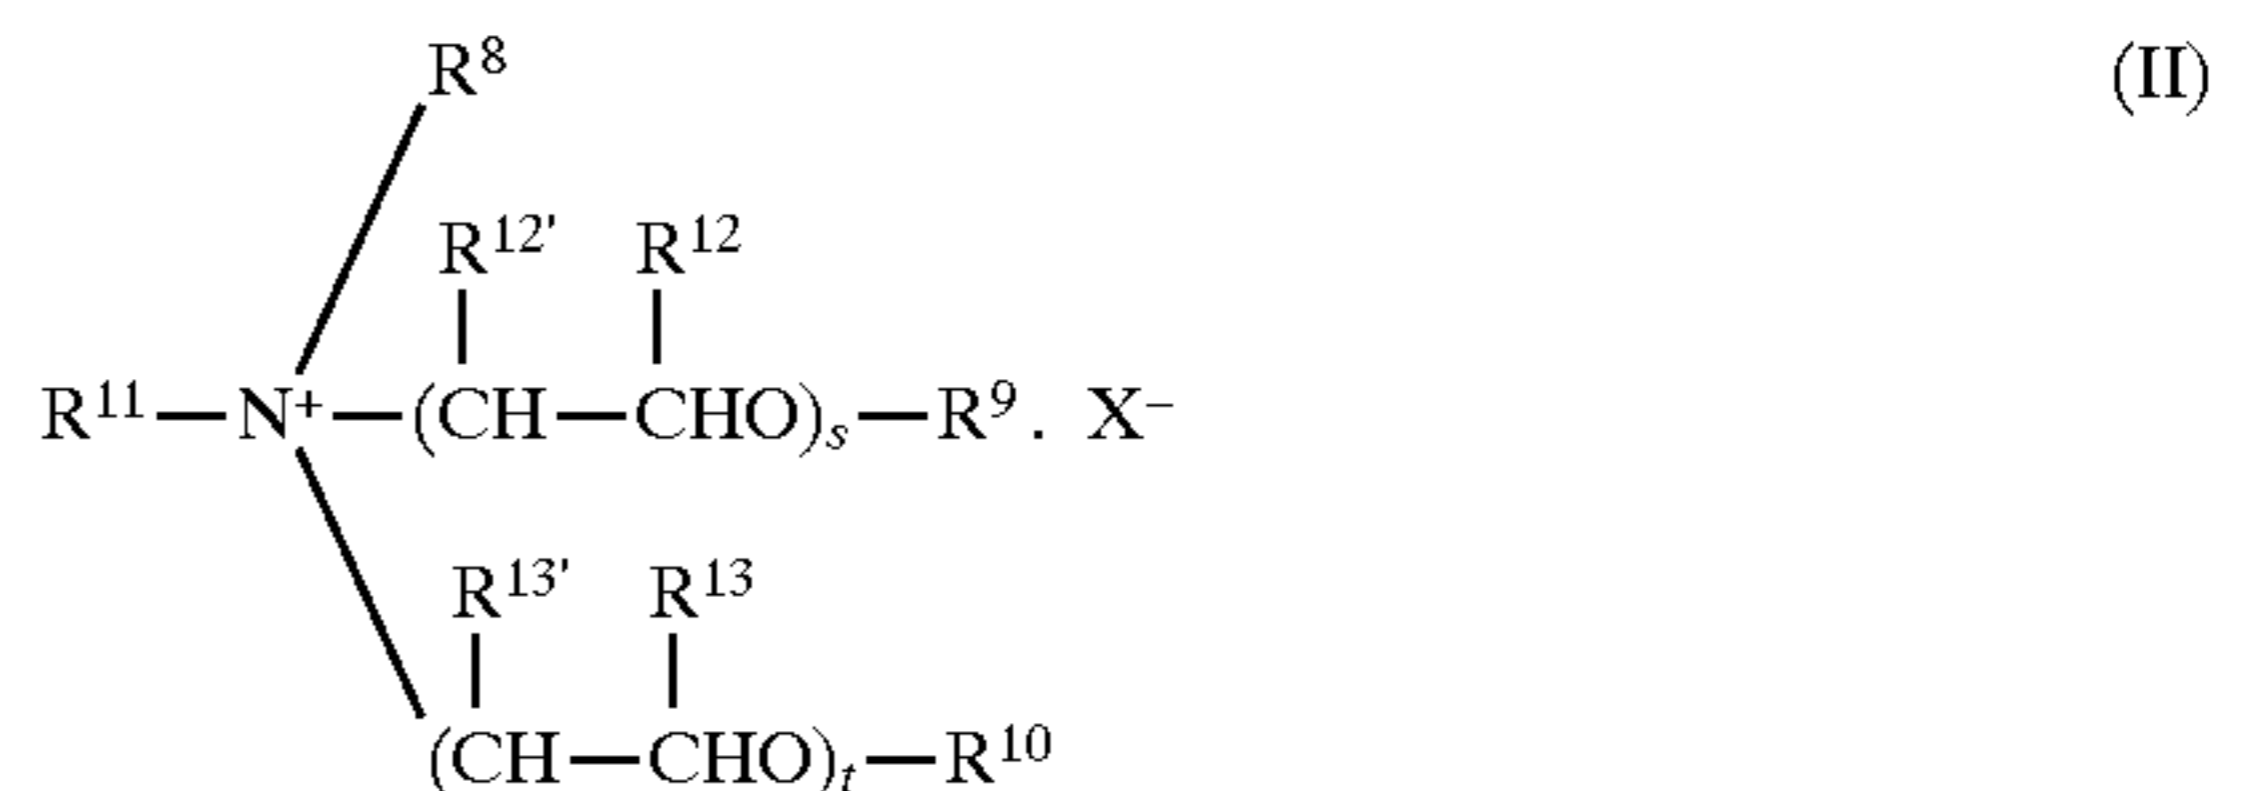 R⁸ (II)
R¹²' R¹²
R¹¹—N⁺—(CH—CHO)ₛ—R⁹ . X⁻
R¹³' R¹³
(CH—CHO)ₜ—R¹⁰